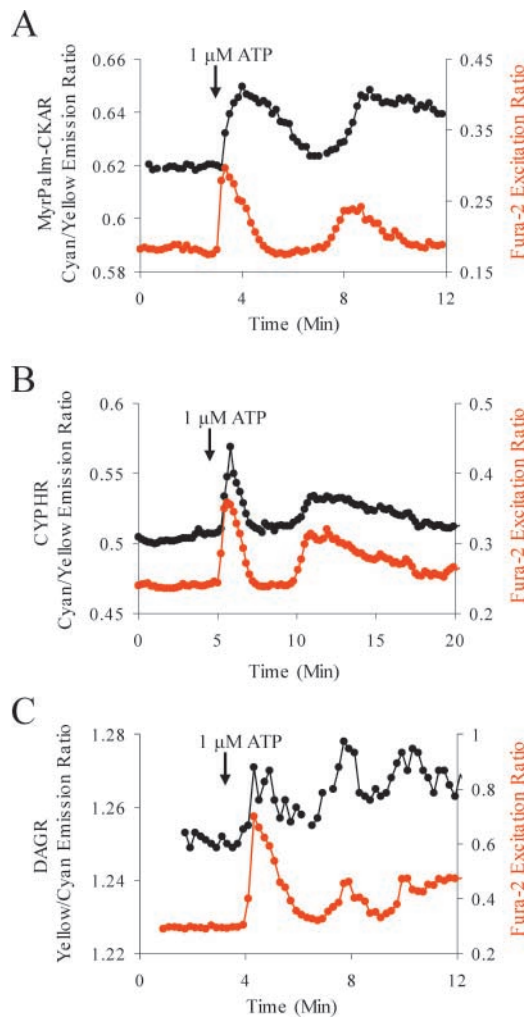 A
1 μM ATP
MyrPalm-CKAR
Cyan/Yellow Emission Ratio
0.66
0.64
0.62
0.6
0.58
0.45
0.35
0.25
0.15
Fura-2 Excitation Ratio
0 4 8 12
Time (Min)
B
1 μM ATP
CYPHR
Cyan/Yellow Emission Ratio
0.6
0.55
0.5
0.45
0.5
0.4
0.3
0.2
Fura-2 Excitation Ratio
0 5 10 15 20
Time (Min)
C
1 μM ATP
DAGR
Yellow/Cyan Emission Ratio
1.28
1.26
1.24
1.22
1
0.8
0.6
0.4
0.2
Fura-2 Excitation Ratio
0 2 4 6 8 10 12
Time (Min)